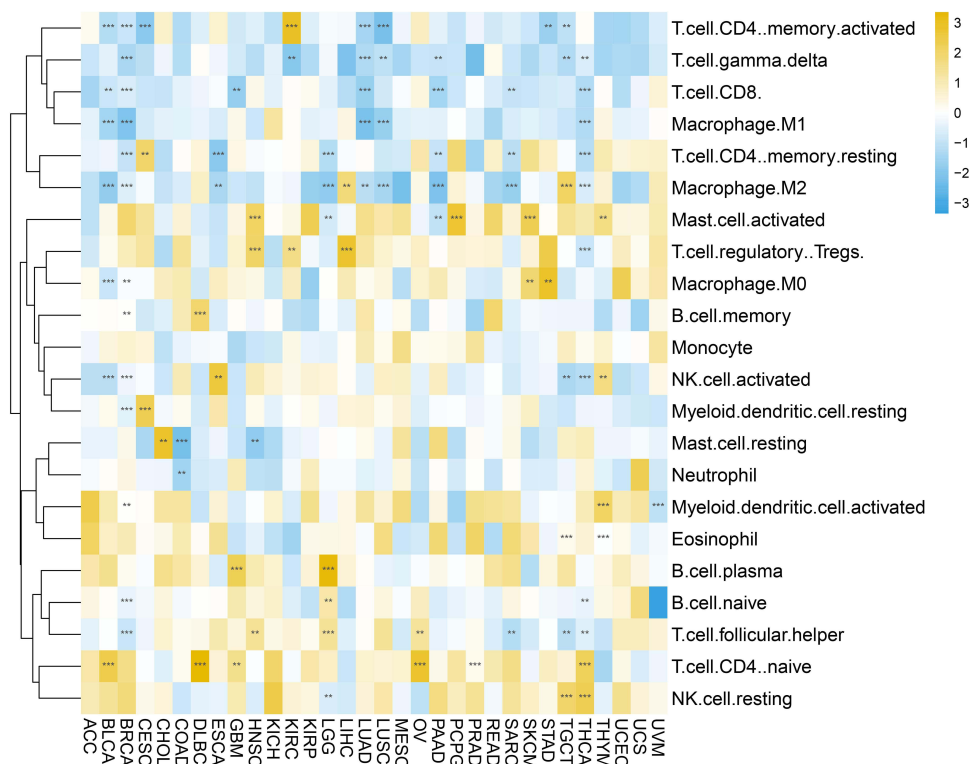 T.cell.CD4..memory.activated
T.cell.gamma.delta
T.cell.CD8.
Macrophage.M1
T.cell.CD4..memory.resting
Macrophage.M2
Mast.cell.activated
T.cell.regulatory..Tregs.
Macrophage.M0
B.cell.memory
Monocyte
NK.cell.activated
Myeloid.dendritic.cell.resting
Mast.cell.resting
Neutrophil
Myeloid.dendritic.cell.activated
Eosinophil
B.cell.plasma
B.cell.naive
T.cell.follicular.helper
T.cell.CD4..naive
NK.cell.resting
3
2
1
0
-1
-2
-3
ACC
BLCA
BRCA
CESC
CHOL
COAD
DLBC
ESCA
GBM
HNSC
KICH
KIRC
KIRP
LGG
LIHC
LUAD
LUSC
MESO
OV
PAAD
PCPG
PRAD
READ
SARC
SKCM
STAD
TGCT
THCA
THYM
UCEC
UCS
UVM